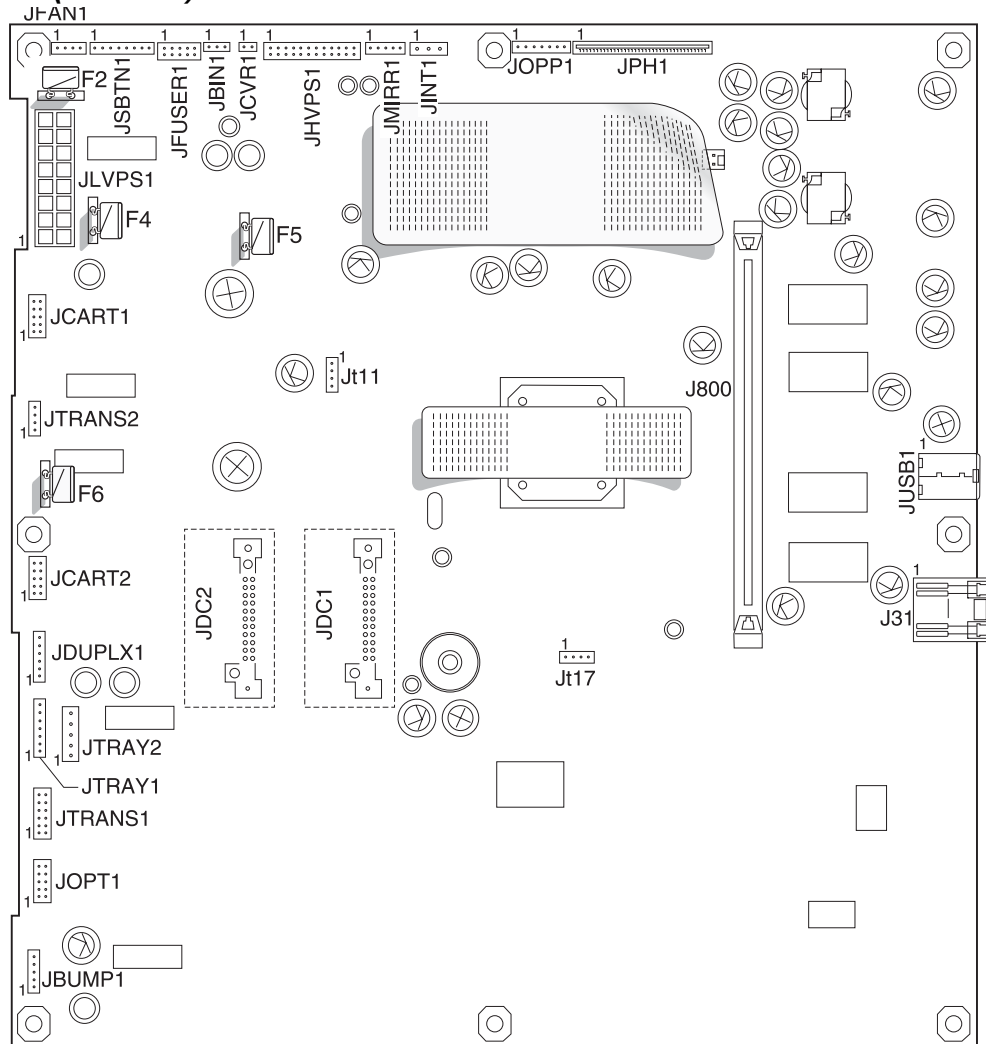 JFAN1
1 1 1 1 1 1 1 1 1 1
F2
JSBTN1
JFUSER1
JBIN1
JCVR1
JHVPS1
JMIRR1
JINT1
JOPP1
JPH1
JLVPS1
F4
F5
1
JCART1
1
1
Jt11
J800
JTRANS2
1
1
JUSB1
F6
JCART2
1
1
J31
JDC2
JDC1
JDUPLX1
1
1
Jt17
JTRAY2
1
1
JTRAY1
JTRANS1
1
JOPT1
1
JBUMP1
1